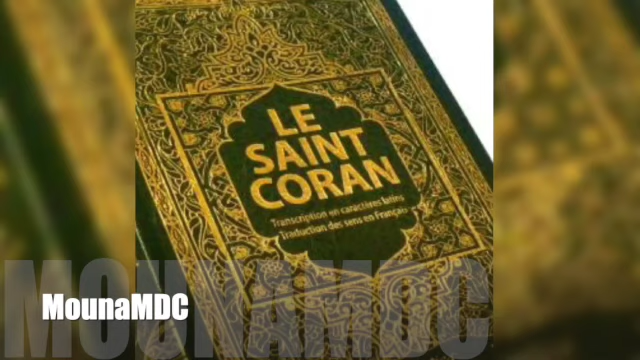 LE
SAINT
CORAN
Transcription en caractères latins
Traduction des sens en Français
MOUNAMDC
MounaMDC